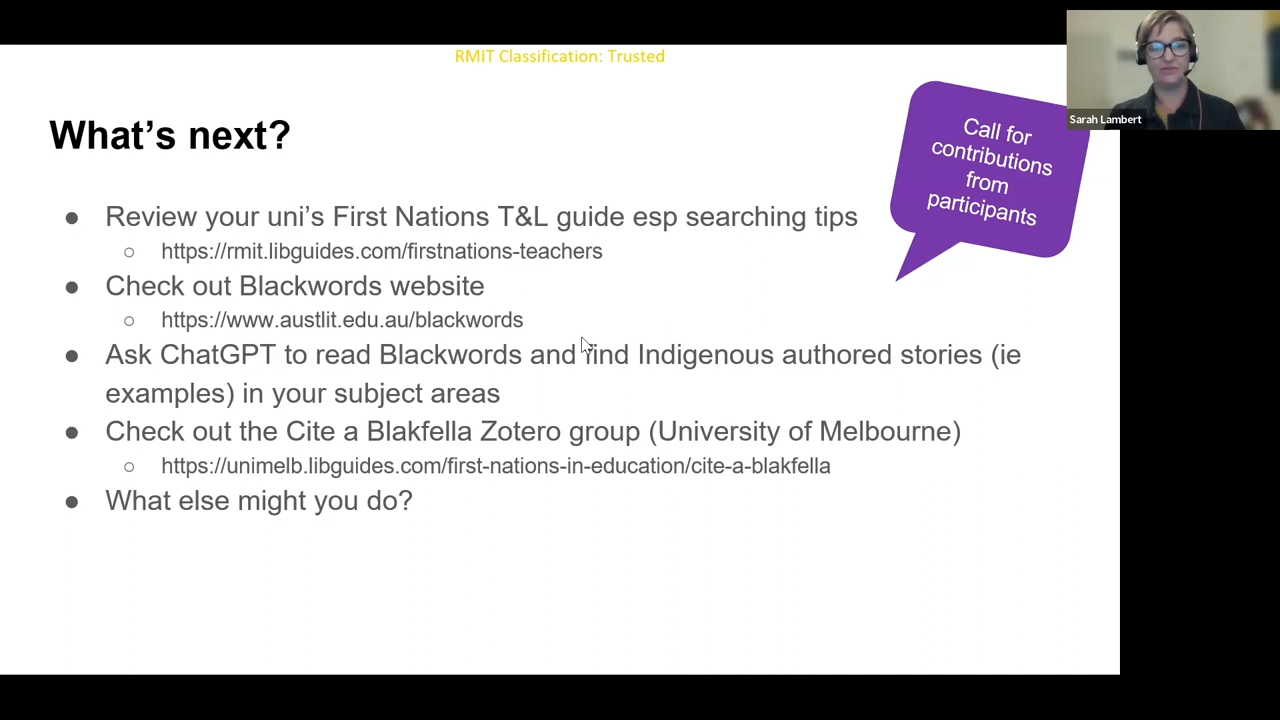 RMIT Classification: Trusted
Sarah Lambert
What's next?
Call for
contributions
from
participants
● Review your uni's First Nations T&L guide esp searching tips
○ https://rmit.libguides.com/firstnations-teachers
● Check out Blackwords website
○ https://www.austlit.edu.au/blackwords
● Ask ChatGPT to read Blackwords and find Indigenous authored stories (ie
examples) in your subject areas
● Check out the Cite a Blakfella Zotero group (University of Melbourne)
○ https://unimelb.libguides.com/first-nations-in-education/cite-a-blakfella
● What else might you do?